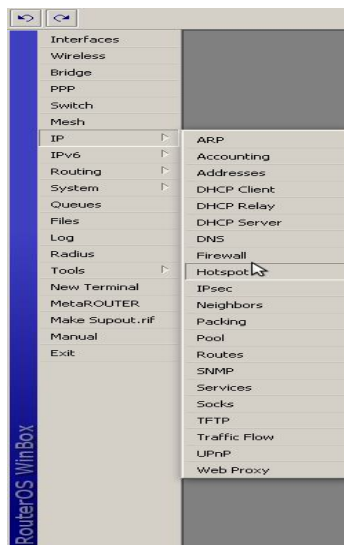 Interfaces
Wireless
Bridge
PPP
Switch
Mesh
IP
IPv6
Routing
System
Queues
Files
Log
Radius
Tools
New Terminal
MetaROUTER
Make Supout.rif
Manual
Exit
ARP
Accounting
Addresses
DHCP Client
DHCP Relay
DHCP Server
DNS
Firewall
Hotspot
IPsec
Neighbors
Packing
Pool
Routes
SNMP
Services
Socks
TFTP
Traffic Flow
UPnP
Web Proxy
RouterOS WinBox